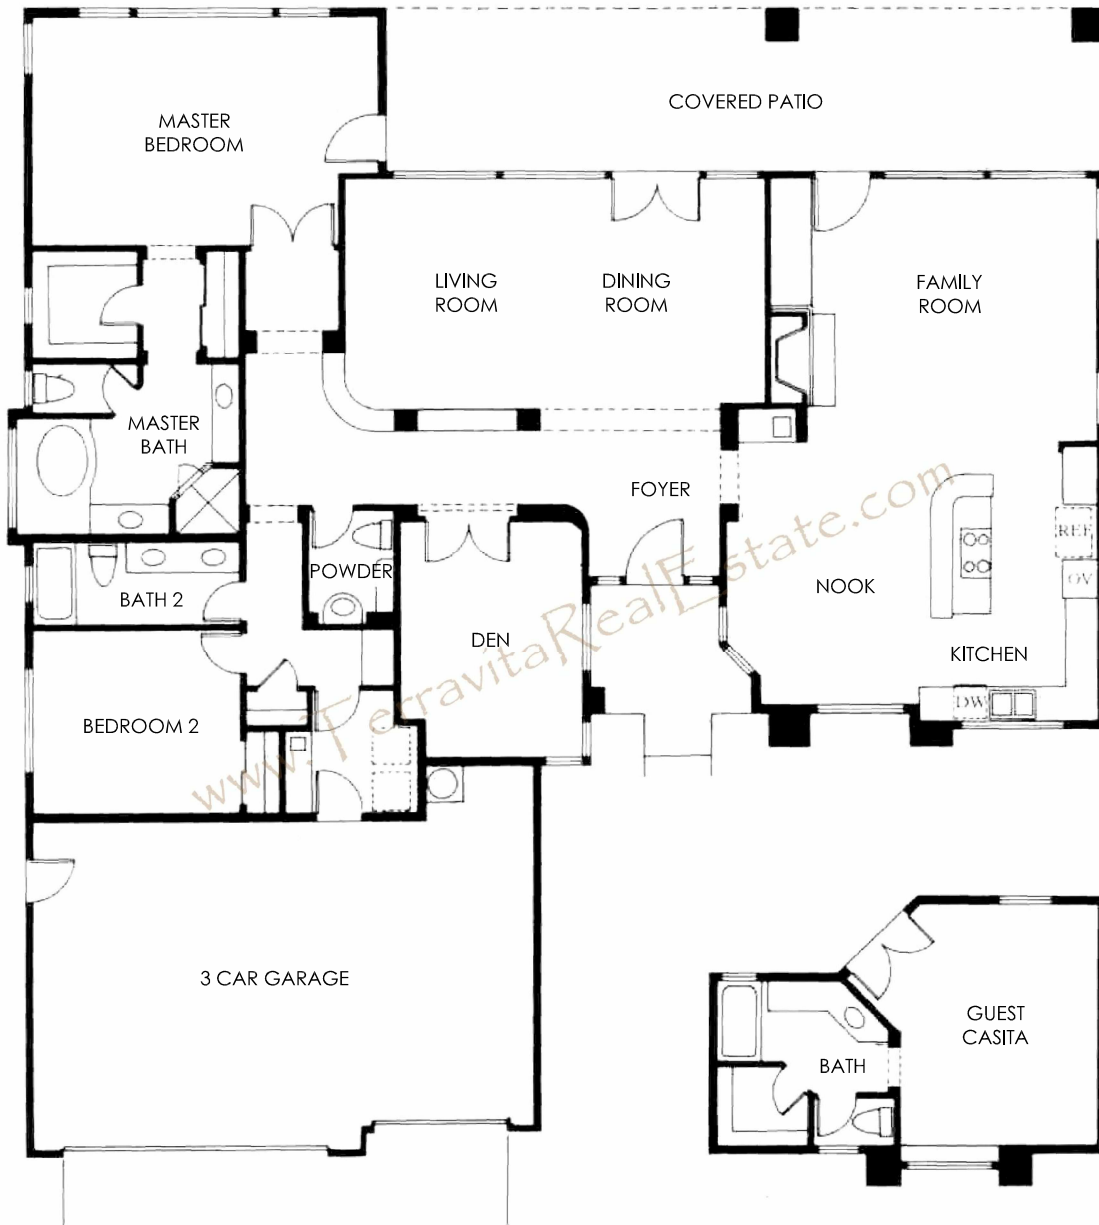 COVERED PATIO
MASTER
BEDROOM
LIVING
ROOM
DINING
ROOM
FAMILY
ROOM
MASTER
BATH
FOYER
REF
OV
POWDER
NOOK
BATH 2
DEN
KITCHEN
DW
BEDROOM 2
www.TerravitaRealEstate.com
3 CAR GARAGE
GUEST
CASITA
BATH